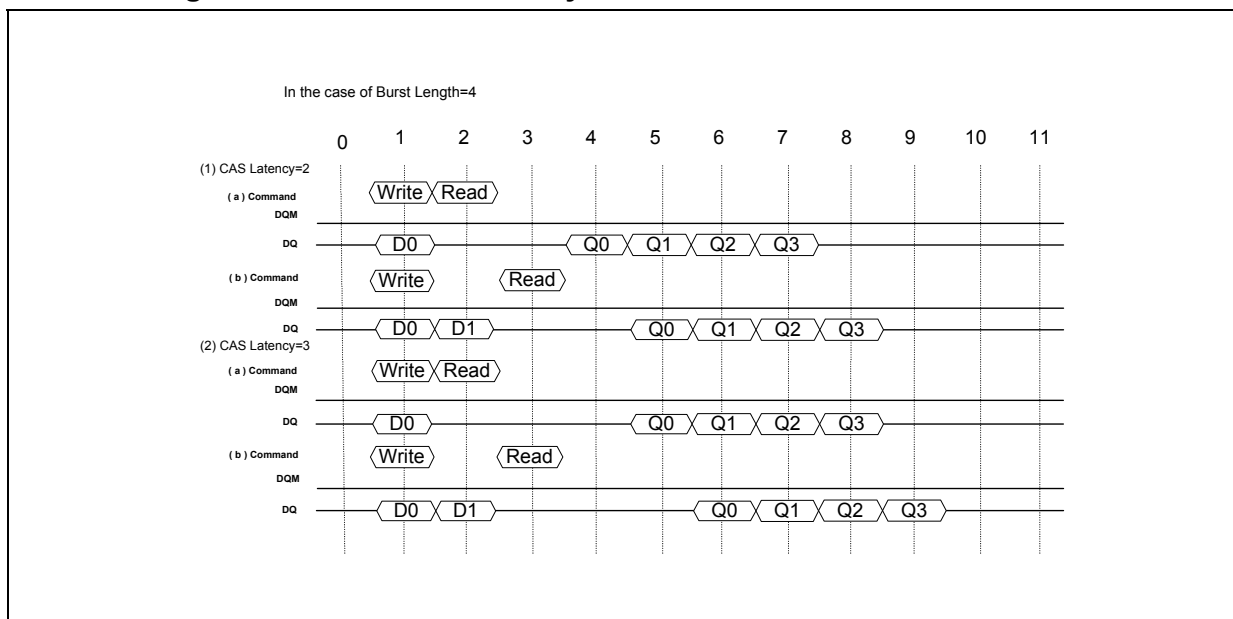 In the case of Burst Length=4
0 1 2 3 4 5 6 7 8 9 10 11
(1) CAS Latency=2
( a ) Command Write Read
DQM
DQ D0 Q0 Q1 Q2 Q3
( b ) Command Write Read
DQM
DQ D0 D1 Q0 Q1 Q2 Q3
(2) CAS Latency=3
( a ) Command Write Read
DQM
DQ D0 Q0 Q1 Q2 Q3
( b ) Command Write Read
DQM
DQ D0 D1 Q0 Q1 Q2 Q3